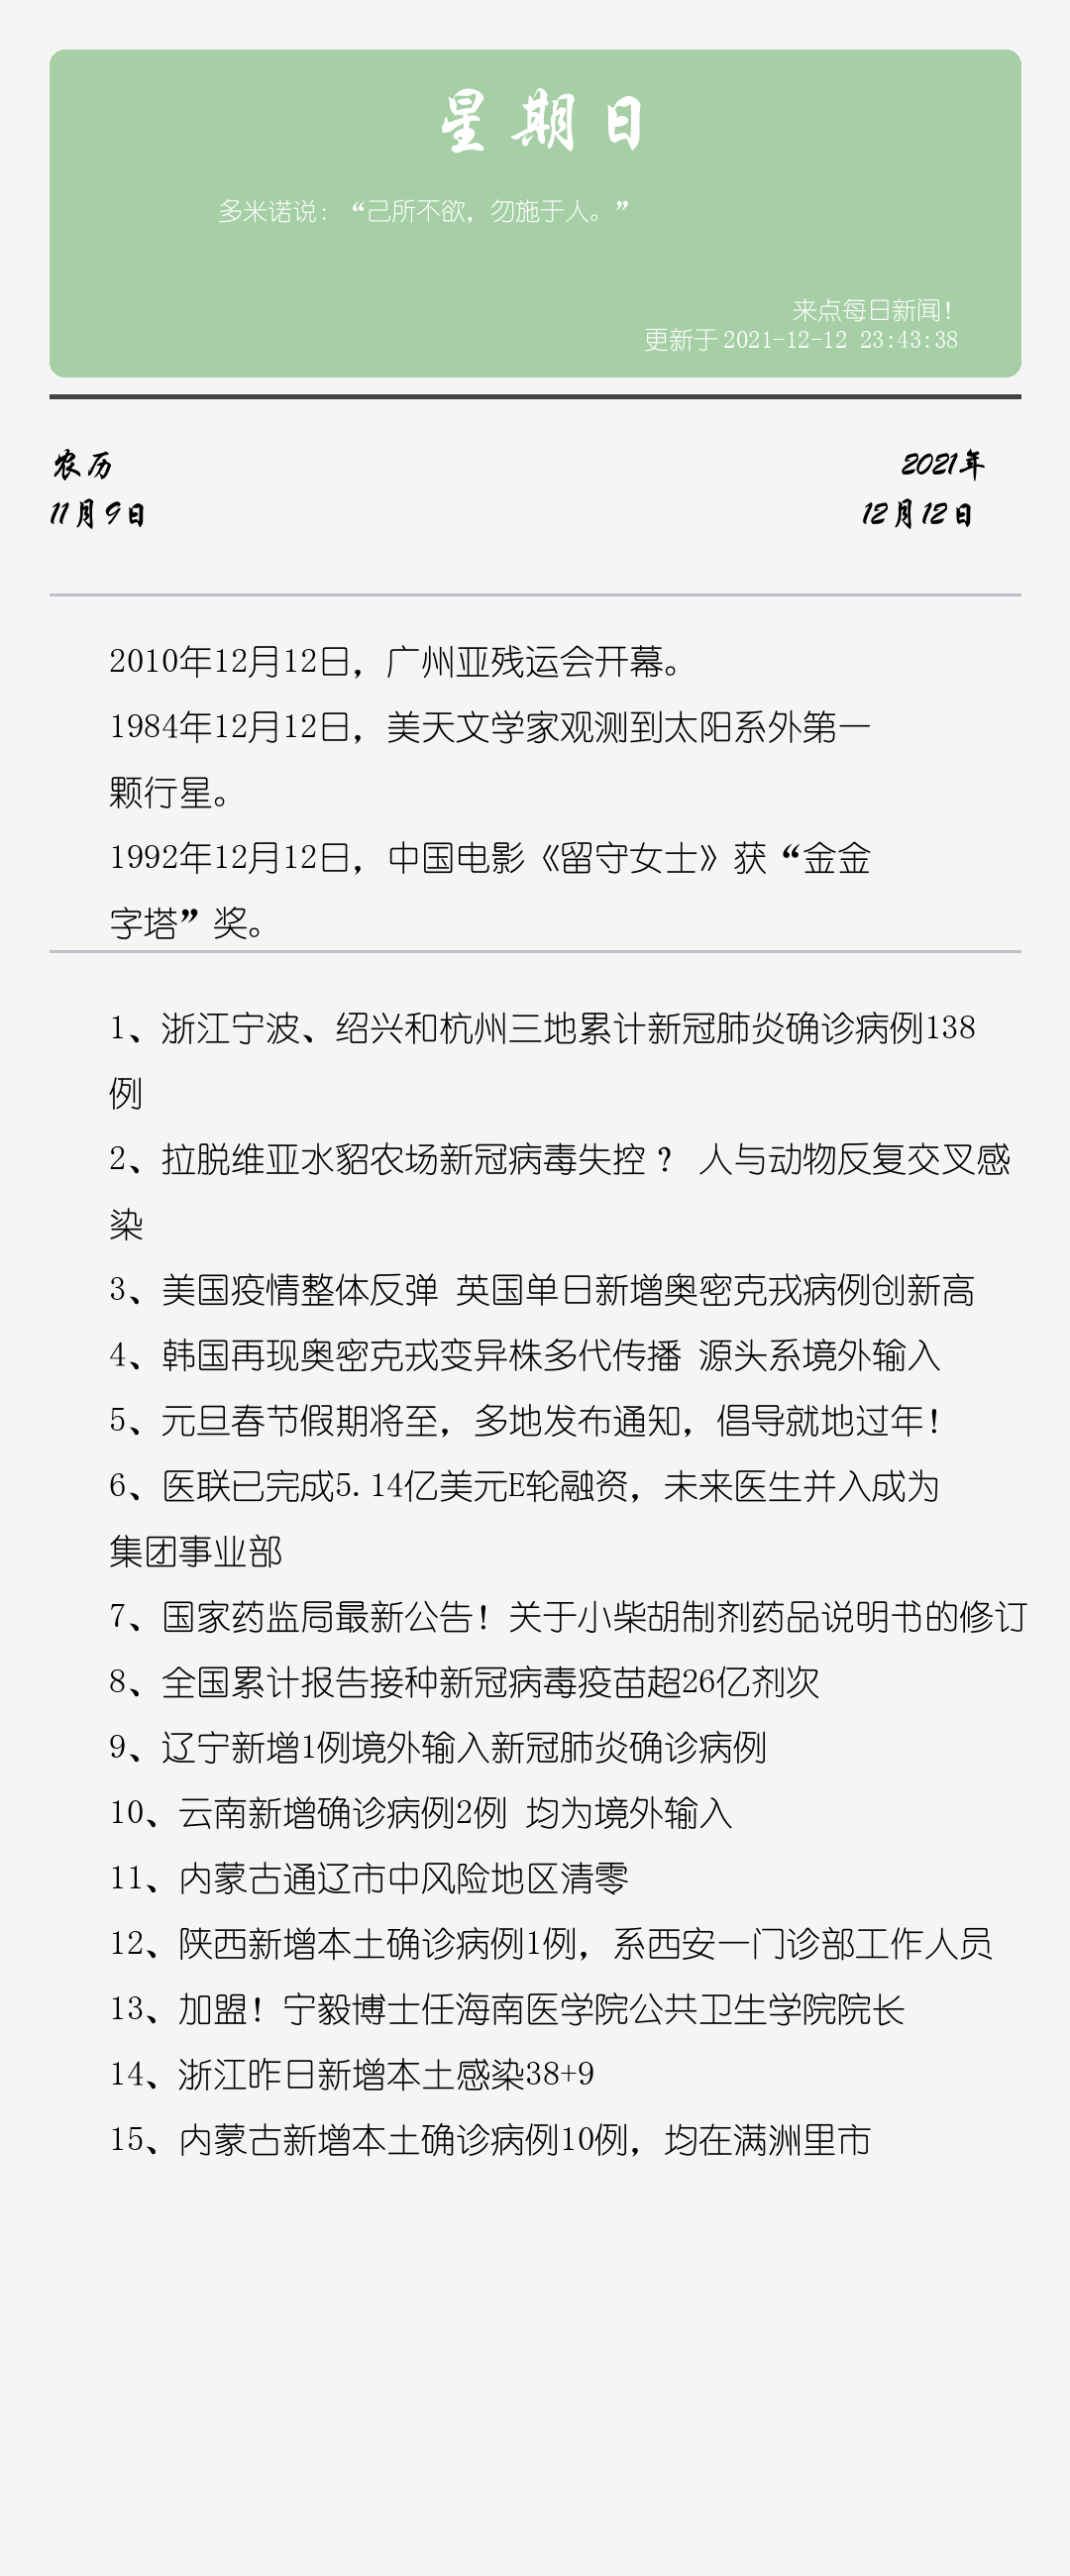 星期日
多米诺说：“己所不欲，勿施于人。”
来点每日新闻！
更新于 2021-12-12 23:43:38
农历
2021年
11月9日
12月12日
2010年12月12日，广州亚残运会开幕。
1984年12月12日，美天文学家观测到太阳系外第一
颗行星。
1992年12月12日，中国电影《留守女士》获“金金
字塔”奖。
1、浙江宁波、绍兴和杭州三地累计新冠肺炎确诊病例138
例
2、拉脱维亚水貂农场新冠病毒失控？ 人与动物反复交叉感
染
3、美国疫情整体反弹 英国单日新增奥密克戎病例创新高
4、韩国再现奥密克戎变异株多代传播 源头系境外输入
5、元旦春节假期将至，多地发布通知，倡导就地过年！
6、医联已完成5.14亿美元E轮融资，未来医生并入成为
集团事业部
7、国家药监局最新公告！关于小柴胡制剂药品说明书的修订
8、全国累计报告接种新冠病毒疫苗超26亿剂次
9、辽宁新增1例境外输入新冠肺炎确诊病例
10、云南新增确诊病例2例 均为境外输入
11、内蒙古通辽市中风险地区清零
12、陕西新增本土确诊病例1例，系西安一门诊部工作人员
13、加盟！宁毅博士任海南医学院公共卫生学院院长
14、浙江昨日新增本土感染38+9
15、内蒙古新增本土确诊病例10例，均在满洲里市